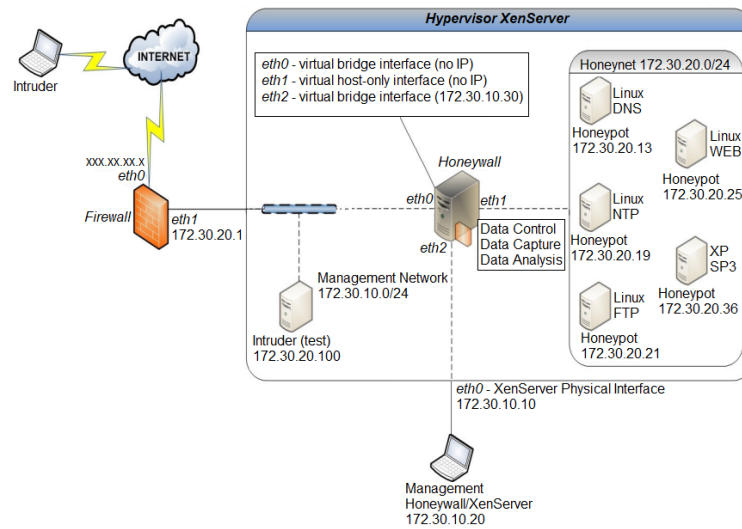 Hypervisor XenServer
INTERNET
Intruder
eth0 - virtual bridge interface (no IP)
eth1 - virtual host-only interface (no IP)
eth2 - virtual bridge interface (172.30.10.30)
Honeynet 172.30.20.0/24
Linux
DNS
Honeypot
172.30.20.13
Linux
WEB
Honeypot
172.30.20.25
Linux
NTP
Honeypot
172.30.20.19
XP
SP3
Honeypot
172.30.20.36
Linux
FTP
Honeypot
172.30.20.21
xxx.xx.xx.x
eth0
Firewall
eth1
172.30.20.1
Honeywall
eth0
eth1
eth2
Data Control
Data Capture
Data Analysis
Management Network
172.30.10.0/24
Intruder (test)
172.30.20.100
eth0 - XenServer Physical Interface
172.30.10.10
Management
Honeywall/XenServer
172.30.10.20